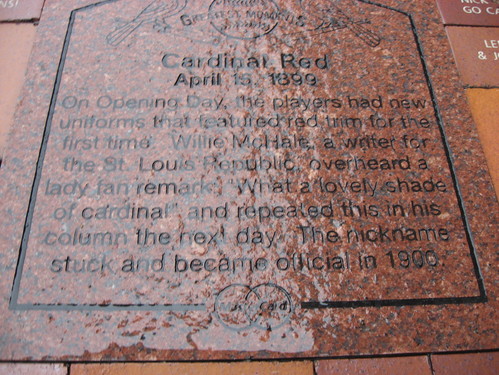 GO CA
Cardinal Red
April 15, 1899
On Opening Day, the players had new
uniforms that featured red trim for the
first time. Willie McHale, a writer for
the St. Louis Republic, overheard a
lady fan remark, "What a lovely shade
of cardinal" and repeated this in his
column the next day. The nickname
stuck and became official in 1900.